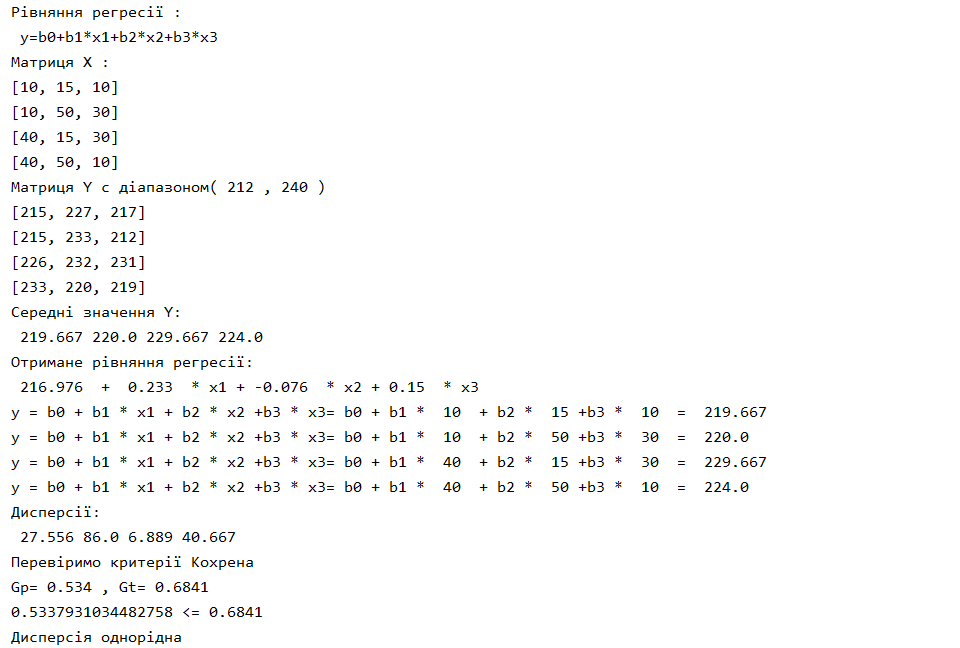 Рівняння регресії :
y=b0+b1*x1+b2*x2+b3*x3
Матриця X :
[10, 15, 10]
[10, 50, 30]
[40, 15, 30]
[40, 50, 10]
Матриця Y с діапазоном( 212 , 240 )
[215, 227, 217]
[215, 233, 212]
[226, 232, 231]
[233, 220, 219]
Середні значення Y:
219.667 220.0 229.667 224.0
Отримане рівняння регресії:
216.976  +  0.233  * x1 + -0.076  * x2 + 0.15  * x3
y = b0 + b1 * x1 + b2 * x2 +b3 * x3= b0 + b1 *  10  + b2 *  15 +b3 *  10  =  219.667
y = b0 + b1 * x1 + b2 * x2 +b3 * x3= b0 + b1 *  10  + b2 *  50 +b3 *  30  =  220.0
y = b0 + b1 * x1 + b2 * x2 +b3 * x3= b0 + b1 *  40  + b2 *  15 +b3 *  30  =  229.667
y = b0 + b1 * x1 + b2 * x2 +b3 * x3= b0 + b1 *  40  + b2 *  50 +b3 *  10  =  224.0
Дисперсії:
27.556 86.0 6.889 40.667
Перевіримо критерії Кохрена
Gp= 0.534 , Gt= 0.6841
0.5337931034482758 <= 0.6841
Дисперсія однорідна